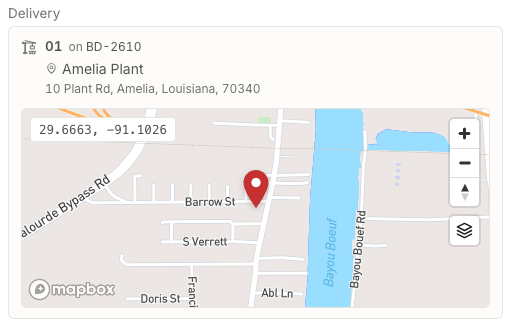 Delivery
01 on BD-2610
Amelia Plant
10 Plant Rd, Amelia, Louisiana, 70340
29.6663, −91.1026
alourde Bypass Rd
Barrow St
S Verrett
Bayou Boeuf
Bayou Bouef Rd
Franci
Abl Ln
Doris St
mapbox